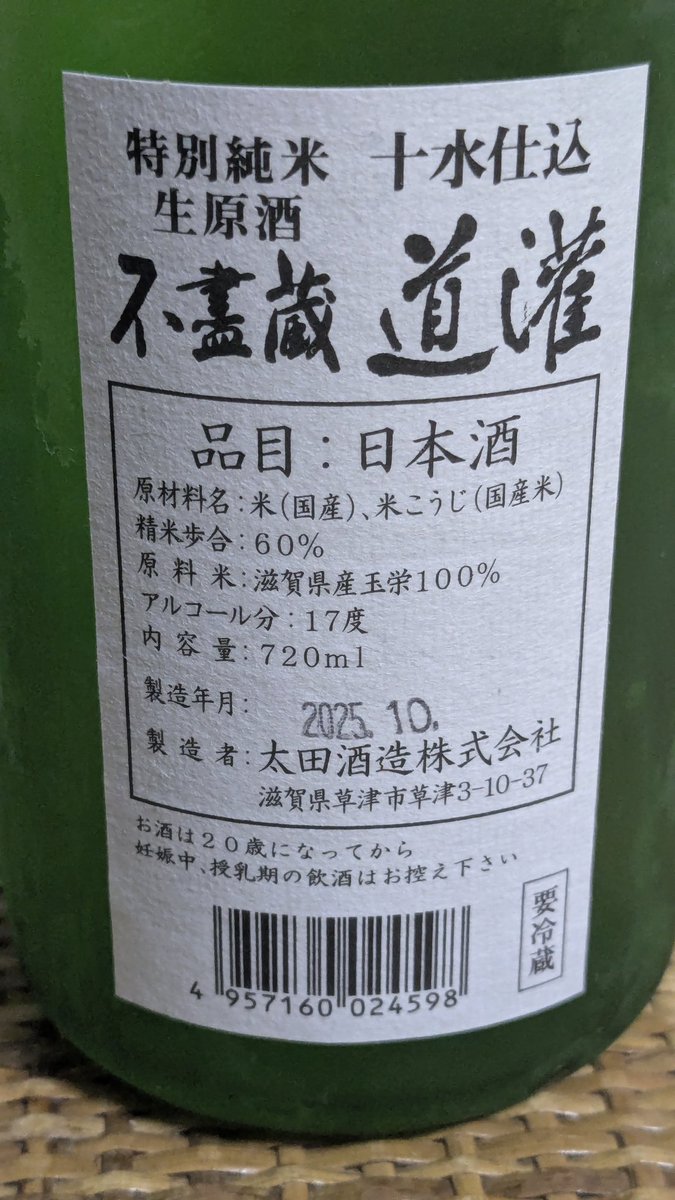 特別純米 十水仕込
生原酒
不盡蔵 道灌
品目：日本酒
原材料名：米(国産)、米こうじ(国産米)
精米歩合：60%
原料米：滋賀県産玉栄100%
アルコール分：17度
内容量：720ml
製造年月：2025.10.
製造者：太田酒造株式会社
滋賀県草津市草津3-10-37
お酒は20歳になってから
妊娠中、授乳期の飲酒はお控え下さい
要冷蔵
4 957160 024598